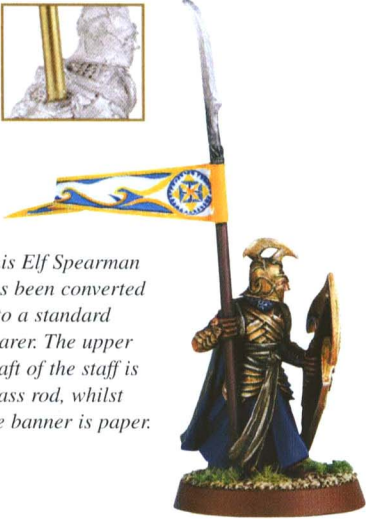 is Elf Spearman
s been converted
o a standard
arer. The upper
aft of the staff is
ass rod, whilst
e banner is paper.